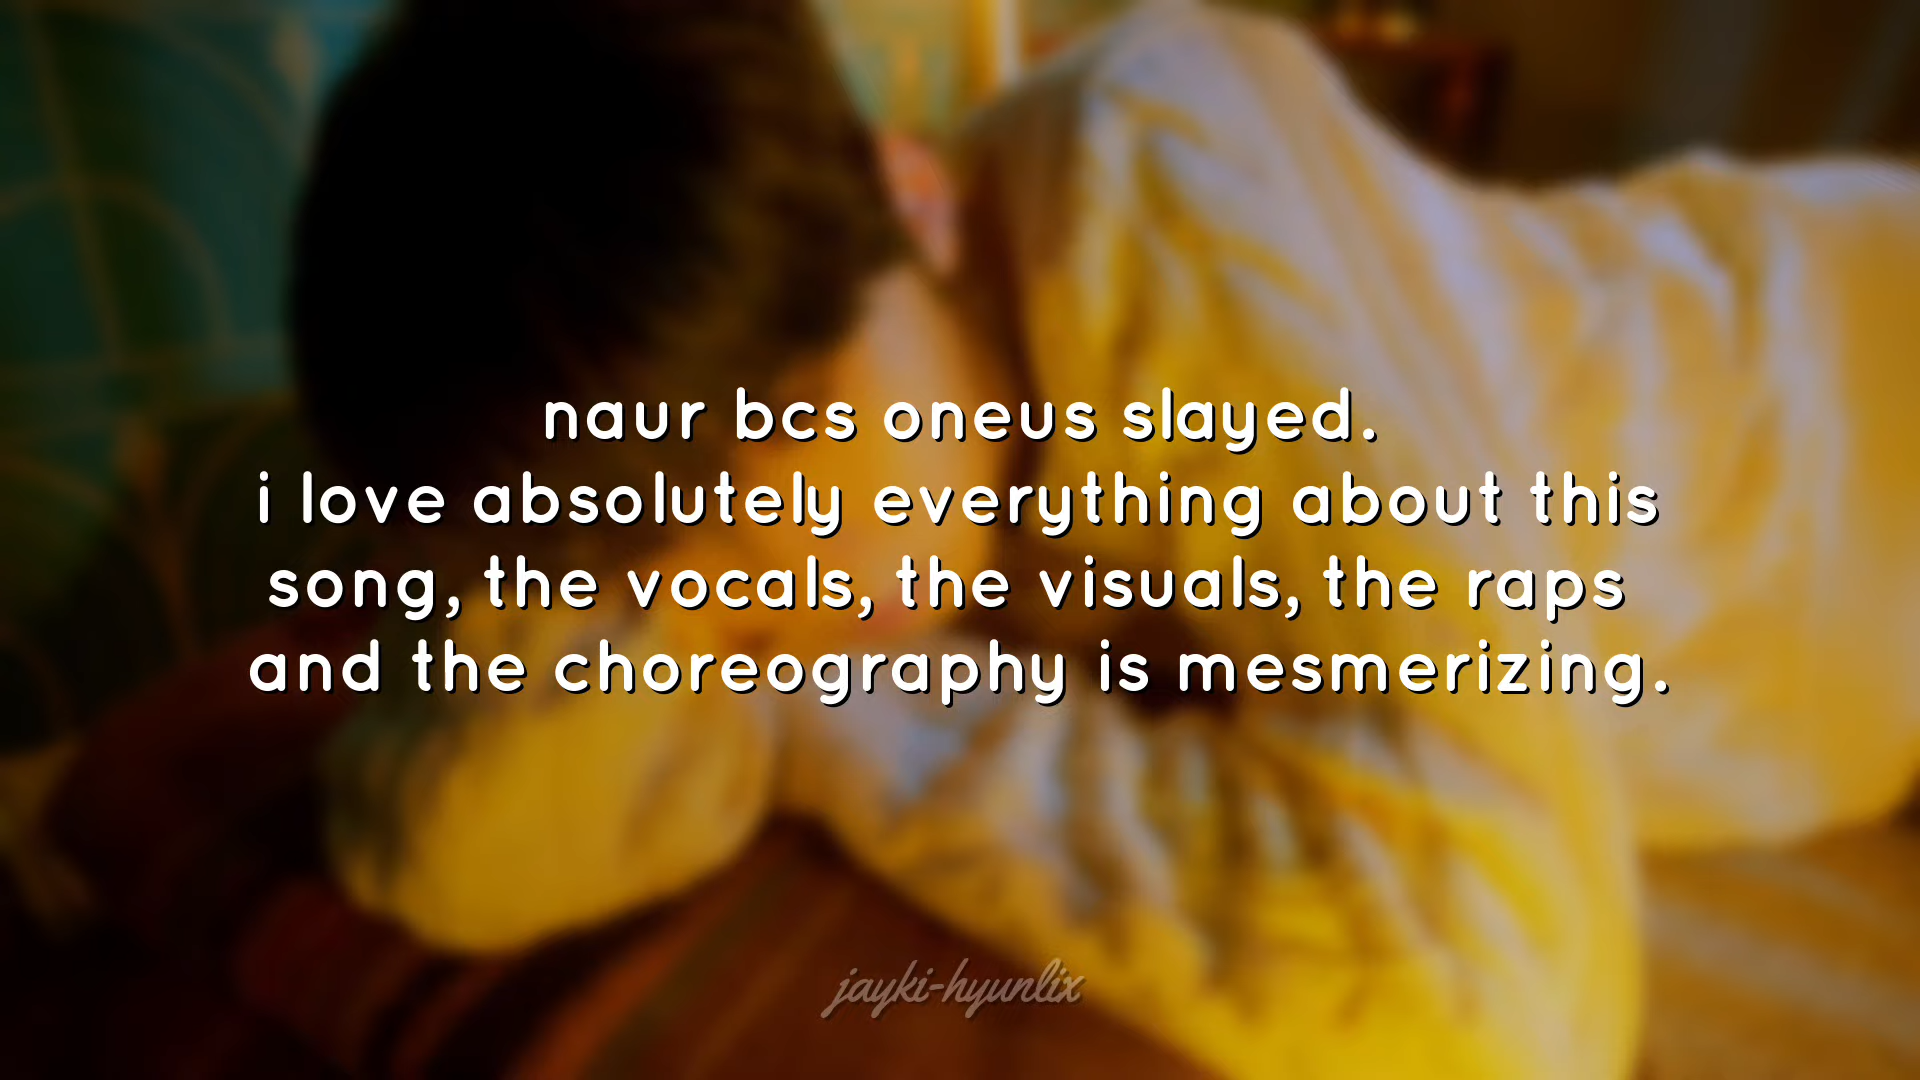 naur bcs oneus slayed.
i love absolutely everything about this
song, the vocals, the visuals, the raps
and the choreography is mesmerizing.
jayki-hyunlix